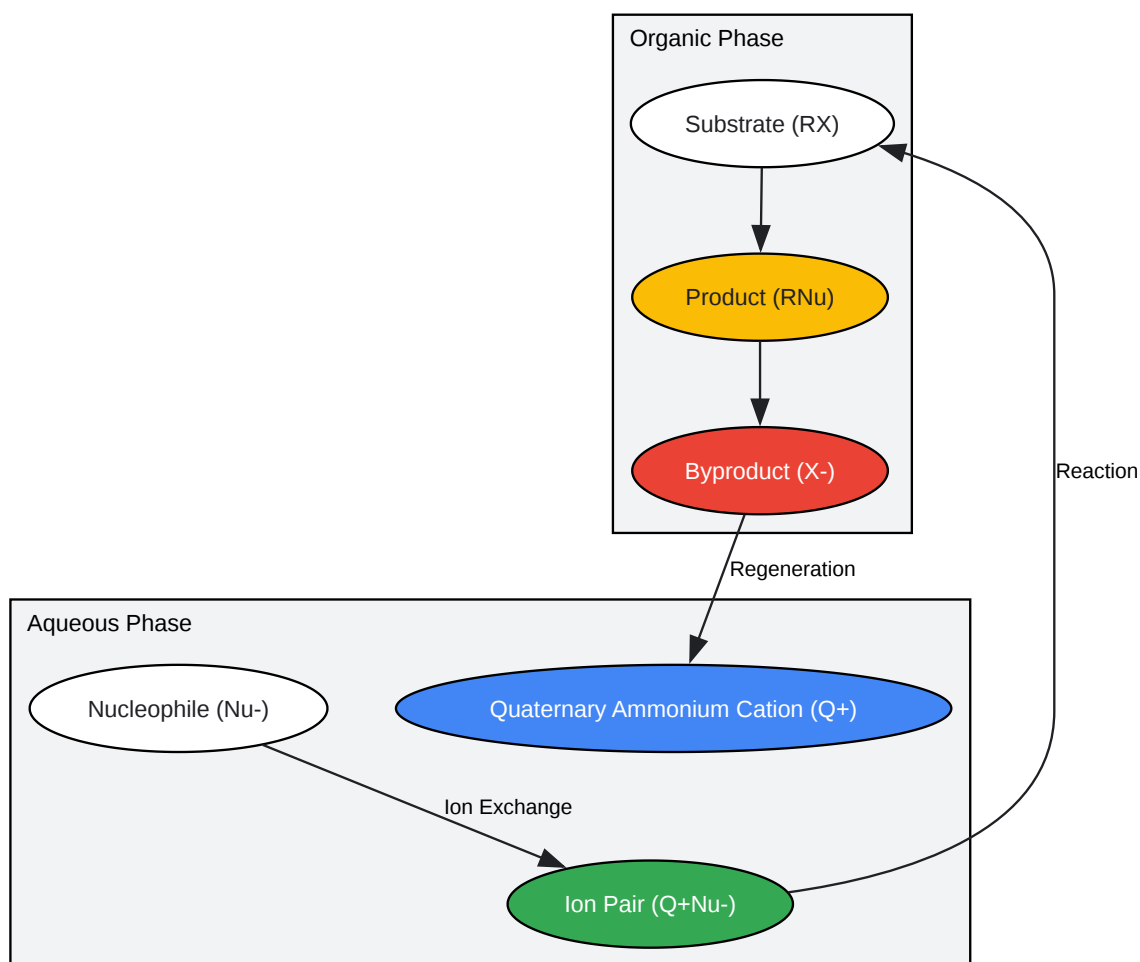 Organic Phase
Substrate (RX)
Product (RNu)
Byproduct (X-)
Reaction
Regeneration
Aqueous Phase
Nucleophile (Nu-)
Quaternary Ammonium Cation (Q+)
Ion Exchange
Ion Pair (Q+Nu-)